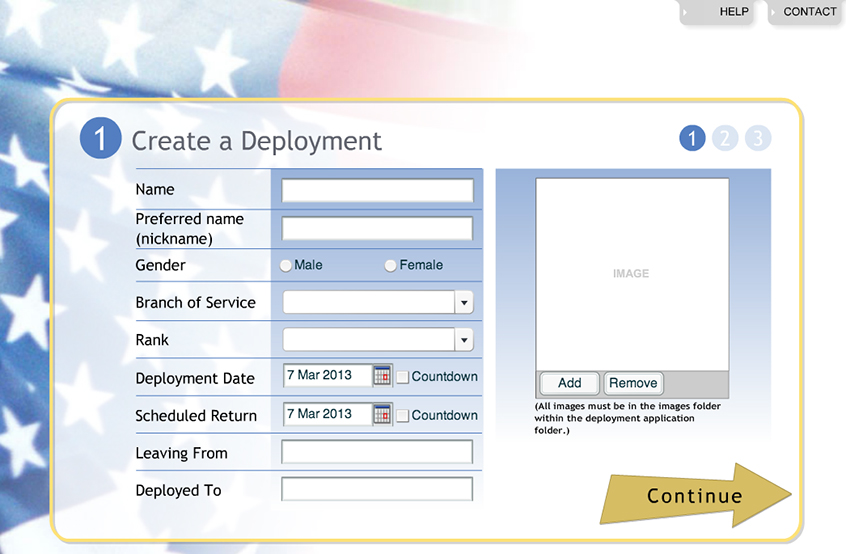 HELP
CONTACT
1 Create a Deployment
1 2 3
Name
Preferred name
(nickname)
Gender
Male
Female
Branch of Service
Rank
Deployment Date
7 Mar 2013
Countdown
Scheduled Return
7 Mar 2013
Countdown
Leaving From
Deployed To
IMAGE
Add
Remove
(All images must be in the images folder
within the deployment application
folder.)
Continue